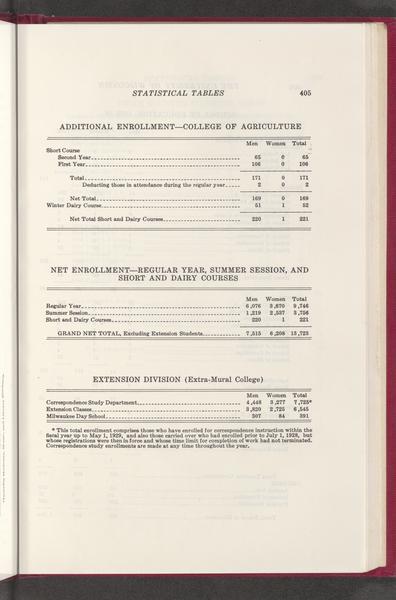 STATISTICAL TABLES 405
ADDITIONAL ENROLLMENT—COLLEGE OF AGRICULTURE
Men Women Total
Short Course
Second Year 65 0 65
First Year 106 0 106
Total 171 0 171
Deducting those in attendance during the regular year 2 0 2
Net Total 169 0 169
Winter Dairy Course 51 1 52
Net Total Short and Dairy Courses 220 1 221
NET ENROLLMENT—REGULAR YEAR, SUMMER SESSION, AND
SHORT AND DAIRY COURSES
Men Women Total
Regular Year 6,076 3,670 9,746
Summer Session 1,219 2,537 3,756
Short and Dairy Courses 220 1 221
GRAND NET TOTAL, Excluding Extension Students 7,515 6,208 13,723
EXTENSION DIVISION (Extra-Mural College)
Men Women Total
Correspondence Study Department 4,448 3,277 7,725*
Extension Classes 3,820 2,725 6,545
Milwaukee Day School 307 84 391
* This total enrollment comprises those who have enrolled for correspondence instruction within the
fiscal year up to May 1, 1929, and also those carried over who had enrolled prior to July 1, 1928, but
whose registrations were then in force and whose time limit for completion of work had not terminated.
Correspondence study enrollments are made at any time throughout the year.